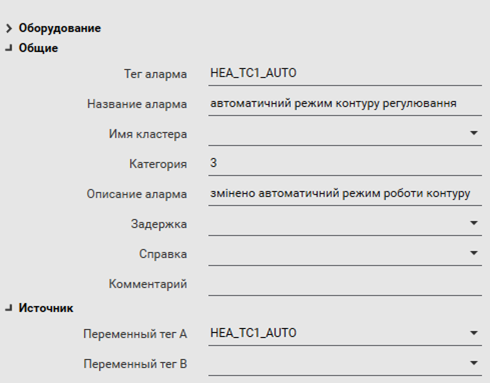 Оборудование
Общие
Тег аларма HEA_TC1_AUTO
Название аларма автоматичний режим контуру регулювання
Имя кластера
Категория 3
Описание аларма змінено автоматичний режим роботи контуру
Задержка
Справка
Комментарий
Источник
Переменный тег А HEA_TC1_AUTO
Переменный тег В